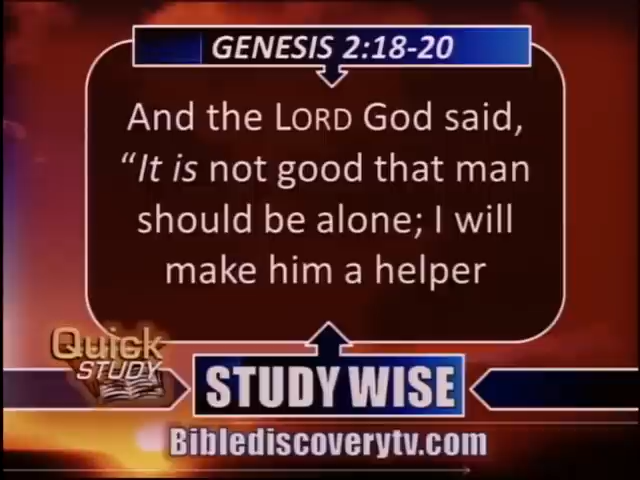 GENESIS 2:18-20
And the LORD God said,
“It is not good that man
should be alone; I will
make him a helper
Quick
STUDY
STUDY WISE
Biblediscoverytv.com